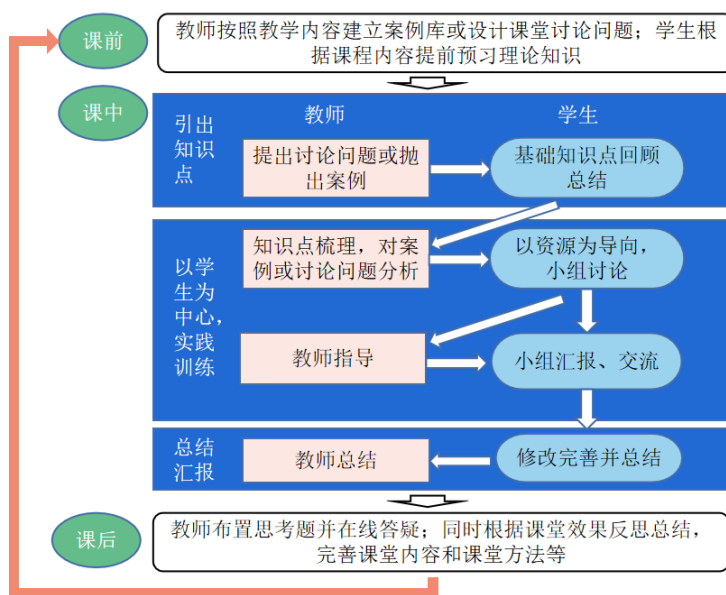 课前
教师按照教学内容建立案例库或设计课堂讨论问题；学生根
据课程内容提前预习理论知识
课中
引出
知识
点
教师
学生
提出讨论问题或抛
出案例
基础知识点回顾
总结
以学
生为
中心，
实践
训练
知识点梳理，对案
例或讨论问题分析
以资源为导向，
小组讨论
教师指导
小组汇报、交流
总结
汇报
教师总结
修改完善并总结
课后
教师布置思考题并在线答疑；同时根据课堂效果反思总结，
完善课堂内容和课堂方法等